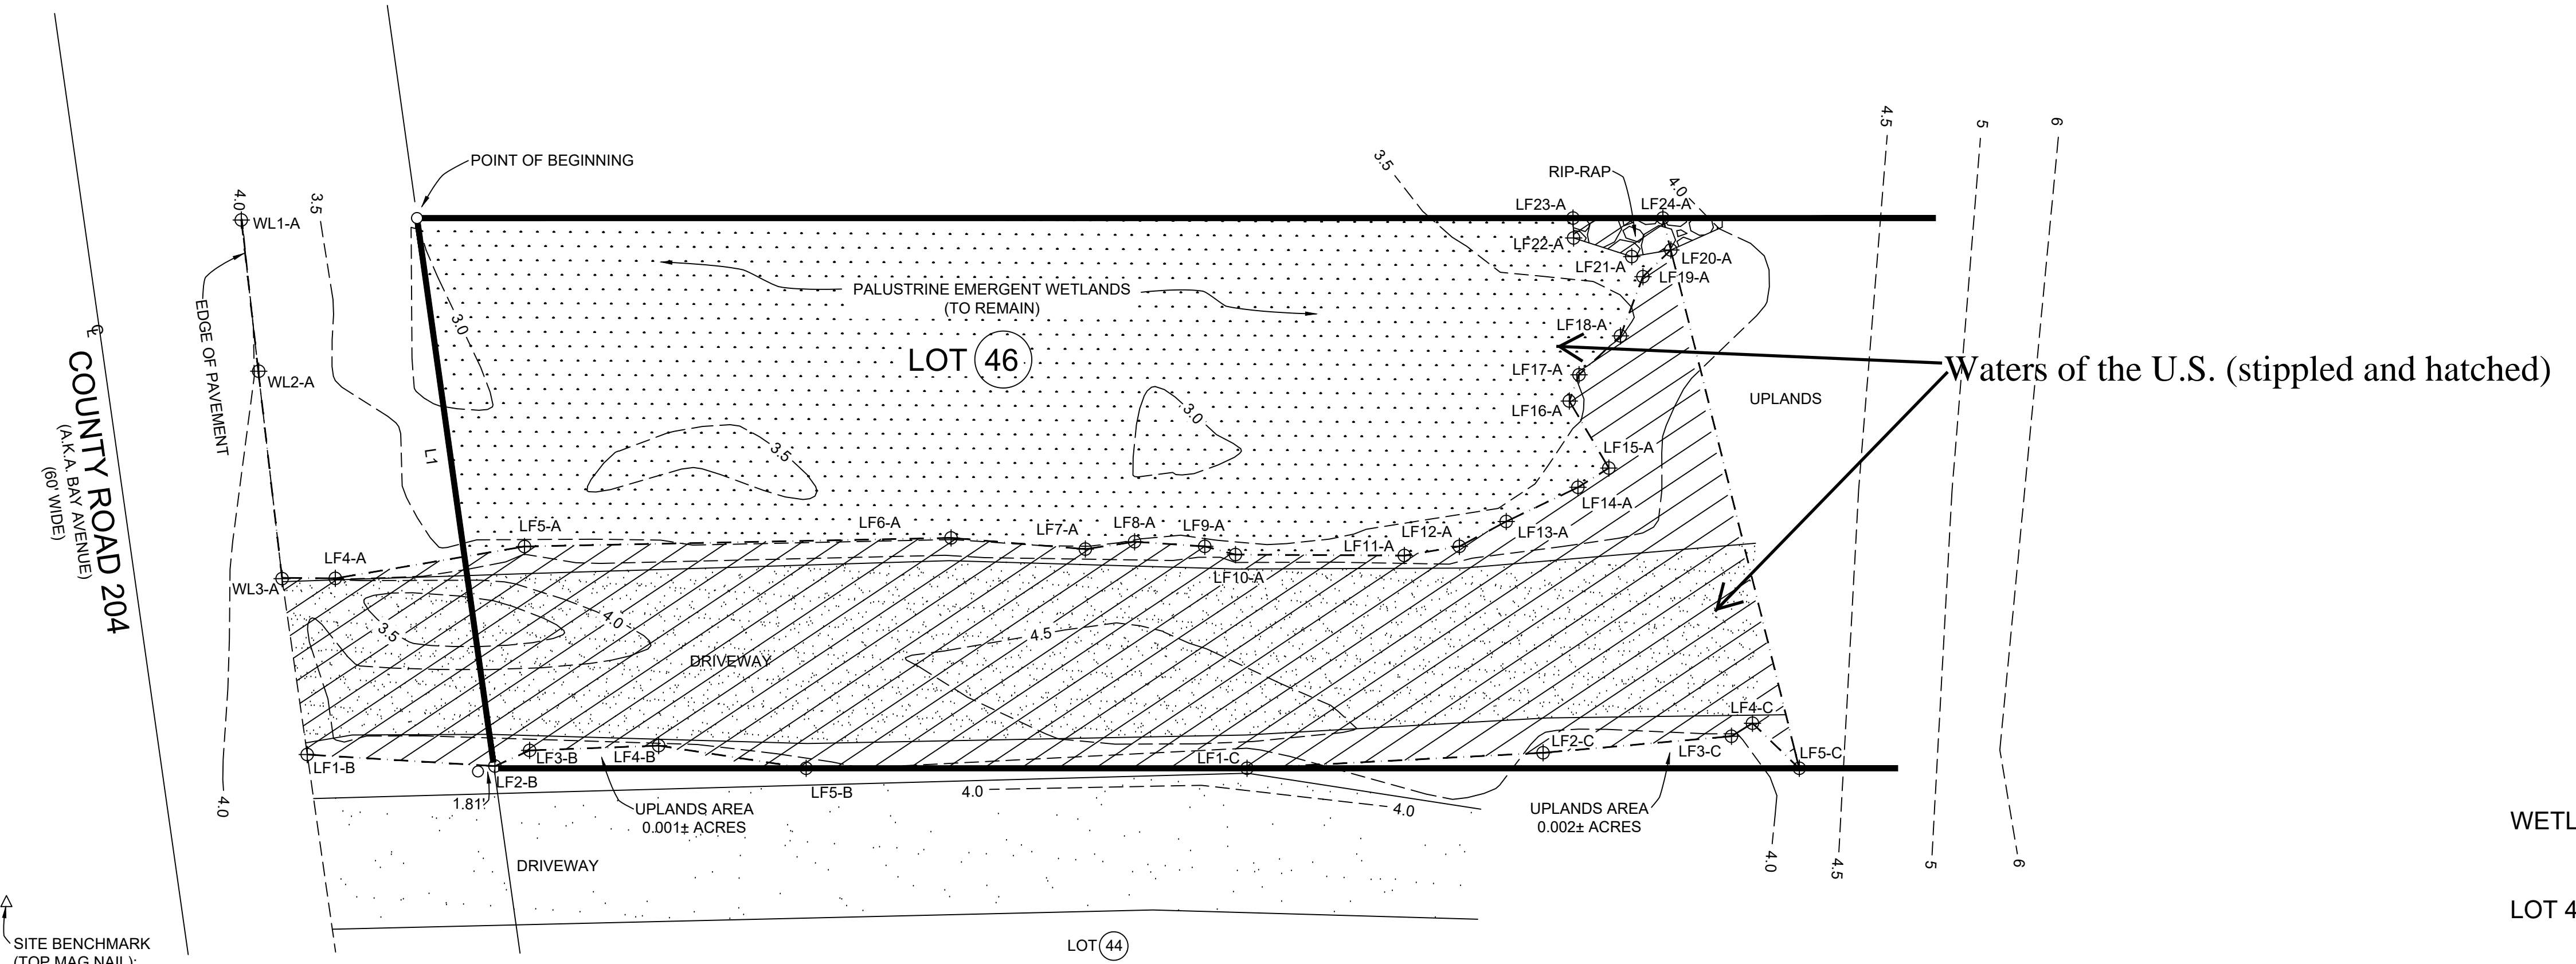 POINT OF BEGINNING
4.0
3.5
WL1-A
EDGE OF PAVEMENT
WL2-A
℄
COUNTY ROAD 204
(A.K.A. BAY AVENUE)
(60' WIDE)
L1
3.0
PALUSTRINE EMERGENT WETLANDS
(TO REMAIN)
LOT 46
3.5
3.0
3.5
RIP-RAP
4.0
LF23-A
LF24-A
LF22-A
LF21-A
LF20-A
LF19-A
LF18-A
LF17-A
LF16-A
LF15-A
LF14-A
LF13-A
LF12-A
LF11-A
LF10-A
LF9-A
LF8-A
LF7-A
LF6-A
LF5-A
LF4-A
WL3-A
4.5
5
6
Waters of the U.S. (stippled and hatched)
UPLANDS
3.5
4.0
DRIVEWAY
4.5
LF1-B
LF2-B
LF3-B
LF4-B
LF5-B
LF1-C
LF2-C
LF3-C
LF4-C
LF5-C
1.81'
UPLANDS AREA
0.001± ACRES
4.0
4.0
UPLANDS AREA
0.002± ACRES
4.0
4.0
4.5
5
6
DRIVEWAY
LOT 44
SITE BENCHMARK
(TOP MAG NAIL):
WETL
LOT 4